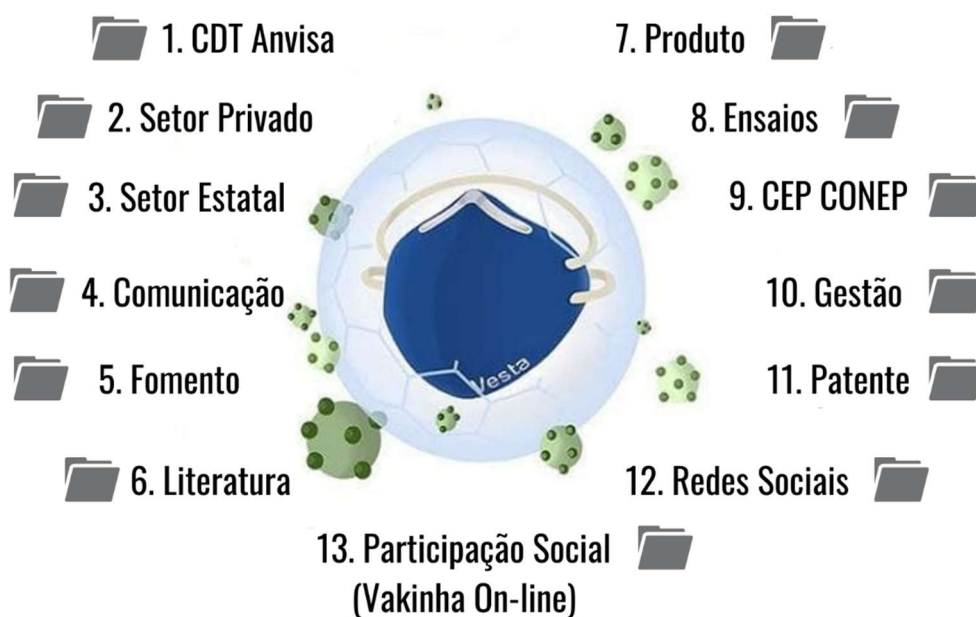 1. CDT Anvisa
2. Setor Privado
3. Setor Estatal
4. Comunicação
5. Fomento
6. Literatura
Vesta
7. Produto
8. Ensaios
9. CEP CONEP
10. Gestão
11. Patente
12. Redes Sociais
13. Participação Social
(Vakinha On-line)